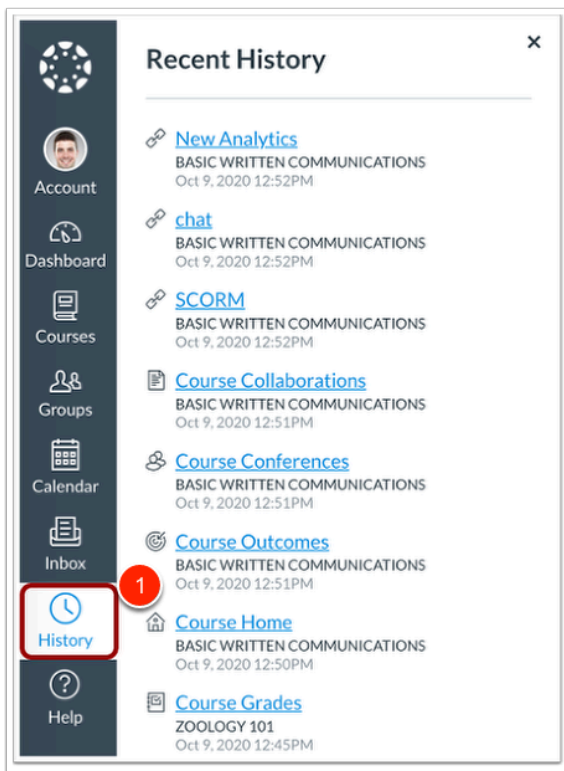 Recent History
×
Account
Dashboard
Courses
Groups
Calendar
Inbox
1
History
Help
New Analytics
BASIC WRITTEN COMMUNICATIONS
Oct 9, 2020 12:52PM
chat
BASIC WRITTEN COMMUNICATIONS
Oct 9, 2020 12:52PM
SCORM
BASIC WRITTEN COMMUNICATIONS
Oct 9, 2020 12:52PM
Course Collaborations
BASIC WRITTEN COMMUNICATIONS
Oct 9, 2020 12:51PM
Course Conferences
BASIC WRITTEN COMMUNICATIONS
Oct 9, 2020 12:51PM
Course Outcomes
BASIC WRITTEN COMMUNICATIONS
Oct 9, 2020 12:51PM
Course Home
BASIC WRITTEN COMMUNICATIONS
Oct 9, 2020 12:50PM
Course Grades
ZOOLOGY 101
Oct 9, 2020 12:45PM